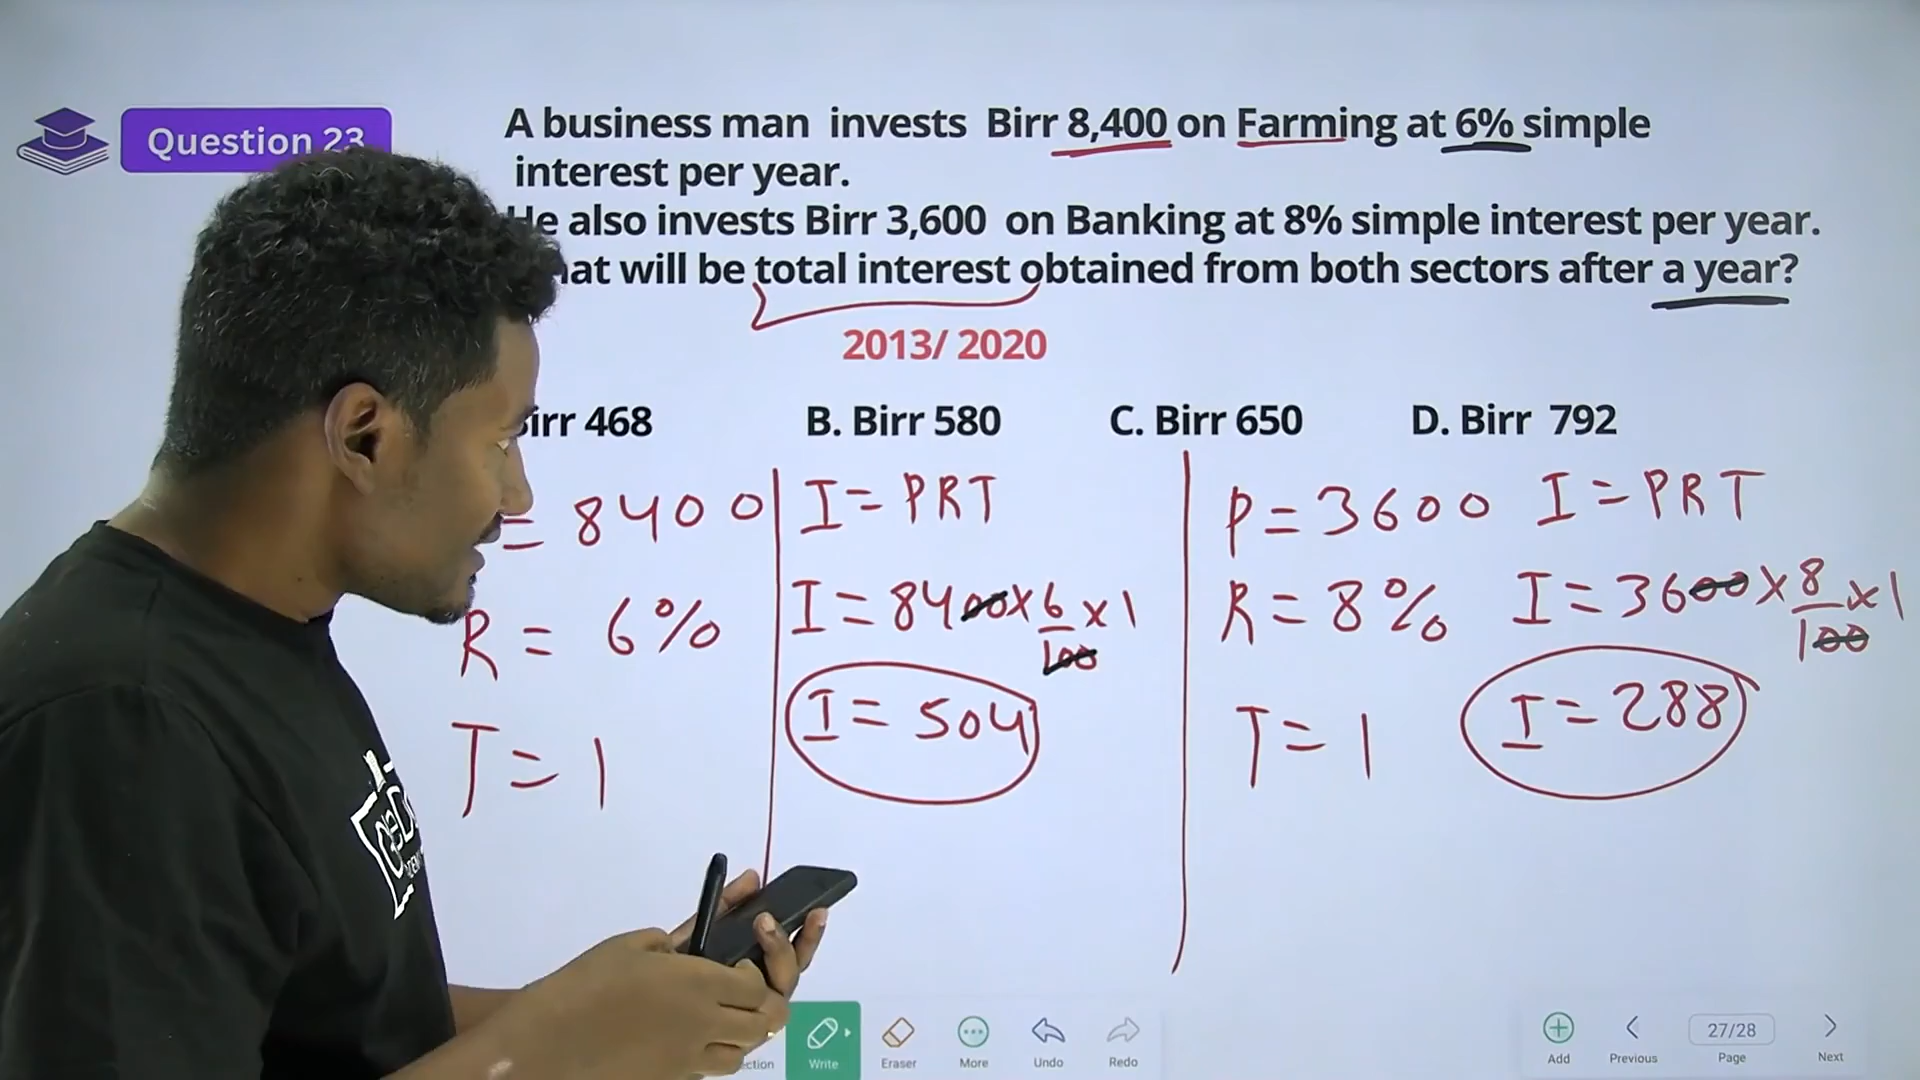 Question 23
A business man invests Birr 8,400 on Farming at 6% simple
interest per year.
He also invests Birr 3,600 on Banking at 8% simple interest per year.
will be total interest obtained from both sectors after a year?
2013/ 2020
468 B. Birr 580 C. Birr 650 D. Birr 792
= 8400
R = 6%
T = 1
I = PRT
I = 8400 x 6/100 x 1
I = 504
P = 3600
R = 8%
T = 1
I = PRT
I = 3600 x 8/100 x 1
I = 288
Write
Eraser
More
Undo
Redo
Add
Previous
27/28
Page
Next